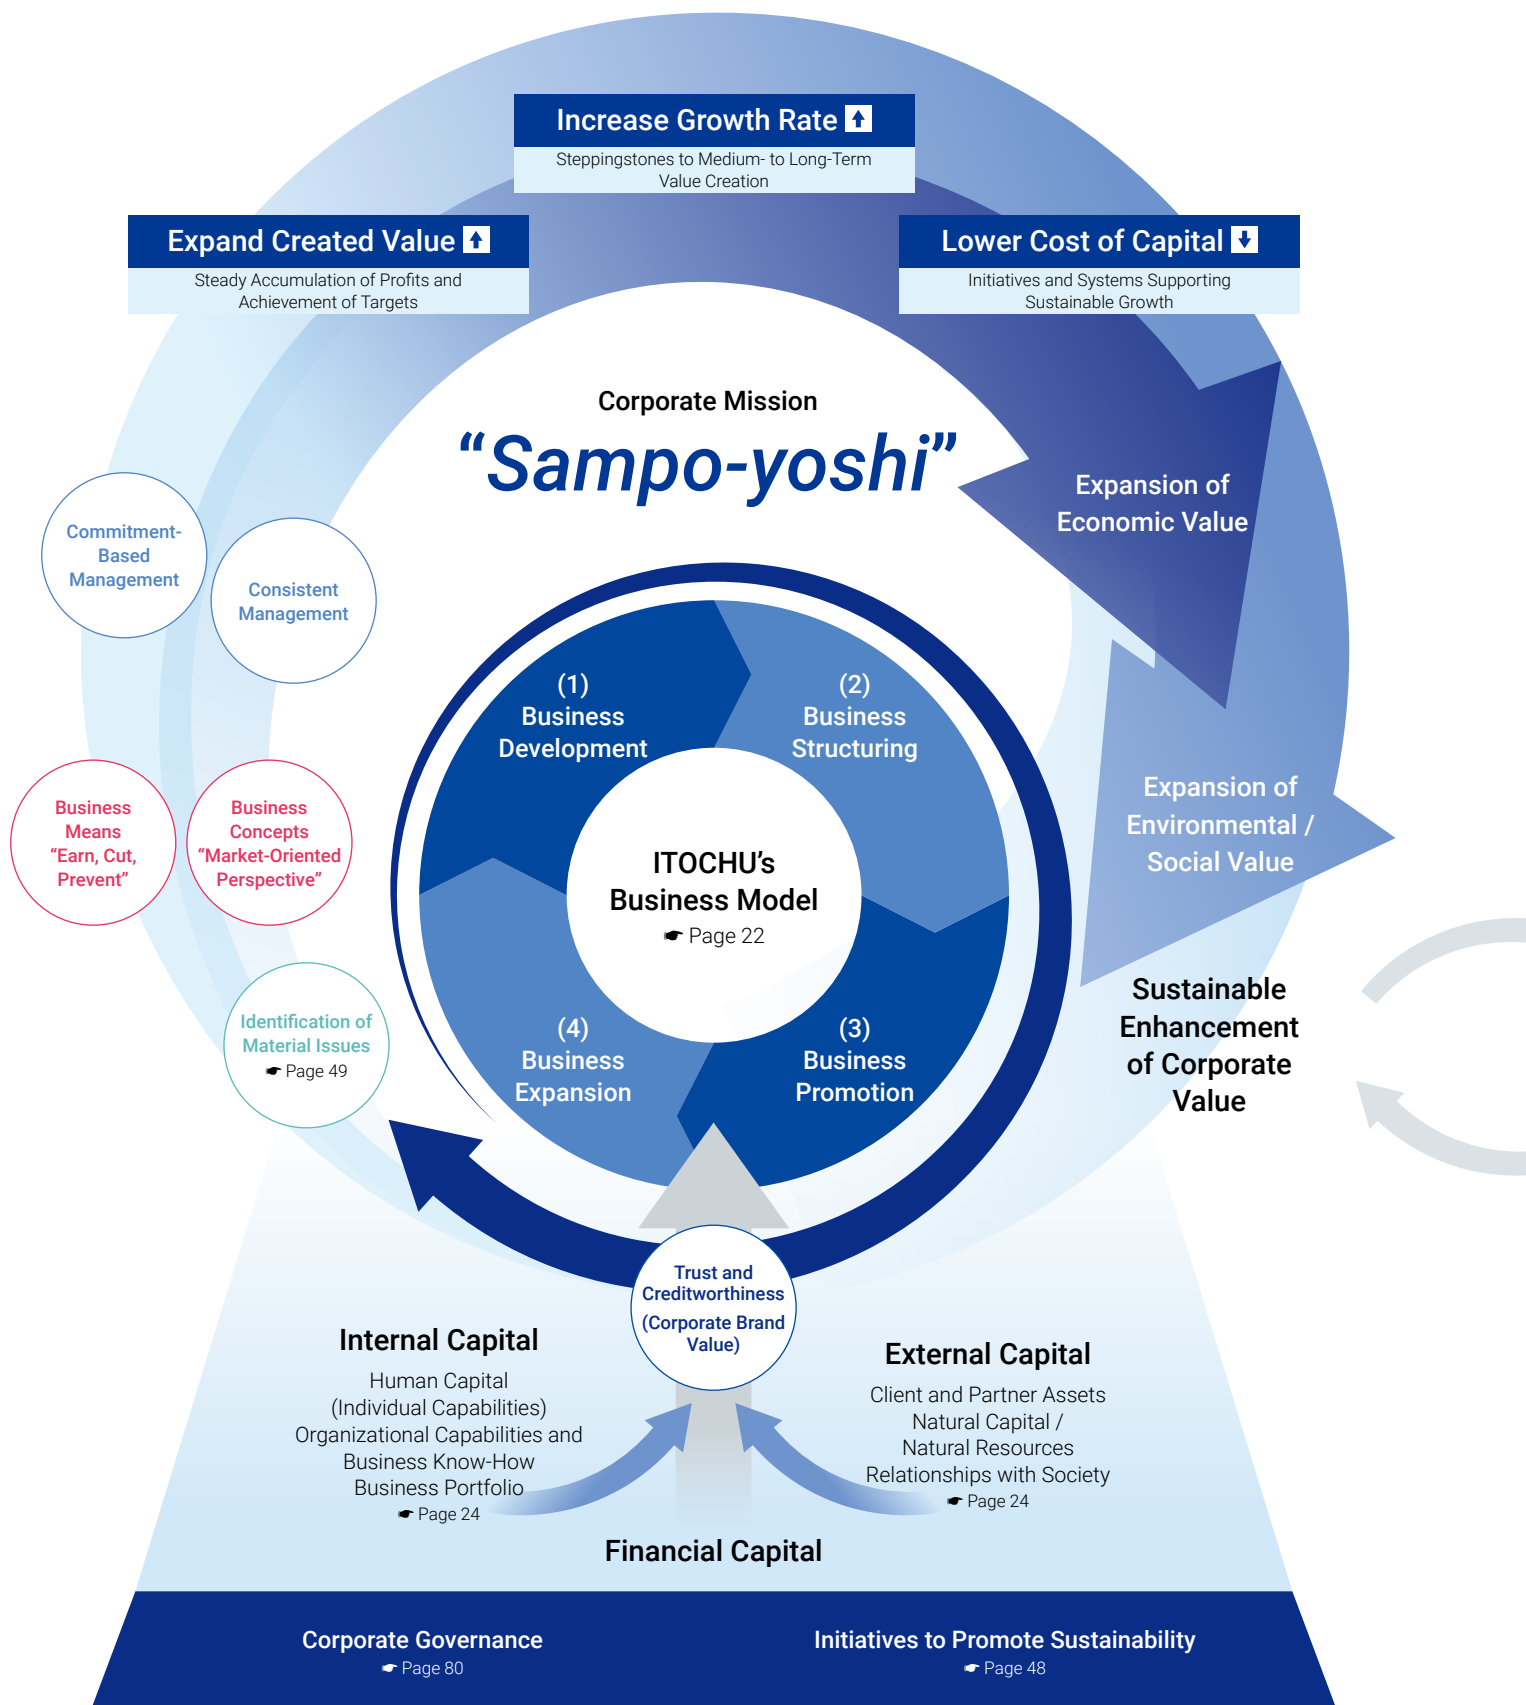 Increase Growth Rate
Steppingstones to Medium- to Long-Term
Value Creation
Expand Created Value
Steady Accumulation of Profits and
Achievement of Targets
Lower Cost of Capital
Initiatives and Systems Supporting
Sustainable Growth
Corporate Mission
“Sampo-yoshi”
Expansion of
Economic Value
Commitment-
Based
Management
Consistent
Management
(1)
Business
Development
(2)
Business
Structuring
Business
Means
“Earn, Cut,
Prevent”
Business
Concepts
“Market-Oriented
Perspective”
ITOCHU’s
Business Model
☛ Page 22
Expansion of
Environmental /
Social Value
Identification of
Material Issues
☛ Page 49
(4)
Business
Expansion
(3)
Business
Promotion
Sustainable
Enhancement
of Corporate
Value
Trust and
Creditworthiness
(Corporate Brand
Value)
Internal Capital
Human Capital
(Individual Capabilities)
Organizational Capabilities and
Business Know-How
Business Portfolio
☛ Page 24
External Capital
Client and Partner Assets
Natural Capital /
Natural Resources
Relationships with Society
☛ Page 24
Financial Capital
Corporate Governance
☛ Page 80
Initiatives to Promote Sustainability
☛ Page 48